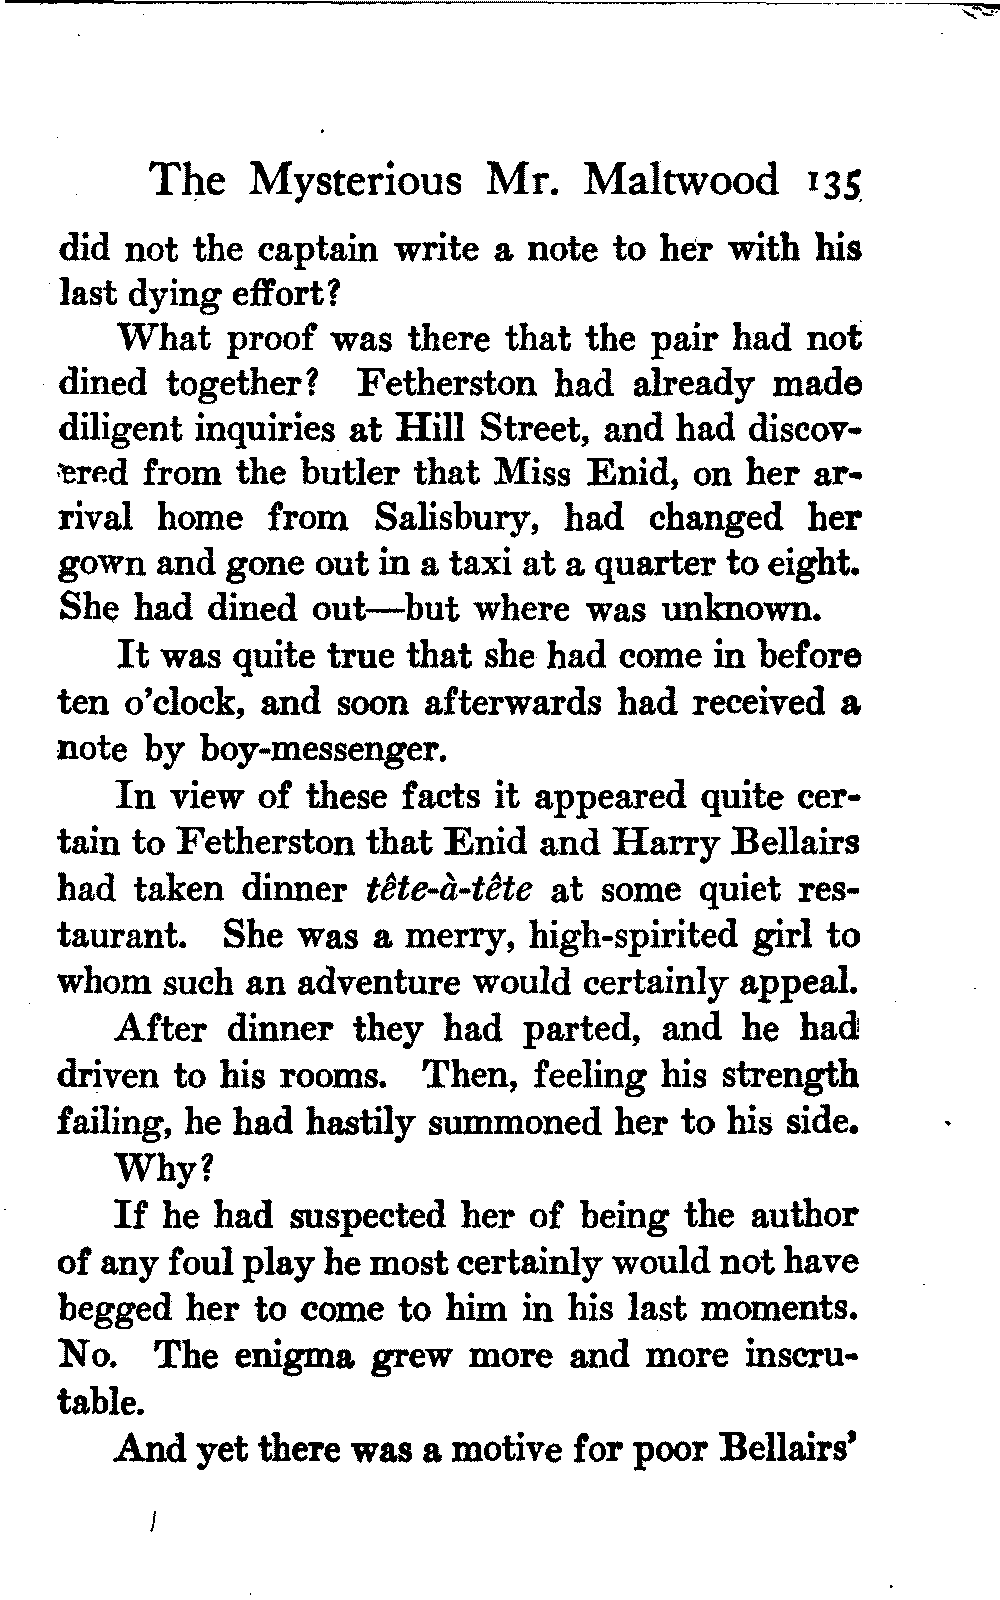 The Mysterious Mr. Maltwood 135
did not the captain write a note to her with his
last dying effort?
What proof was there that the pair had not
dined together? Fetherston had already made
diligent inquiries at Hill Street, and had discov-
ered from the butler that Miss Enid, on her ar-
rival home from Salisbury, had changed her
gown and gone out in a taxi at a quarter to eight.
She had dined out—but where was unknown.
It was quite true that she had come in before
ten o'clock, and soon afterwards had received a
note by boy-messenger.
In view of these facts it appeared quite cer-
tain to Fetherston that Enid and Harry Bellairs
had taken dinner tête-à-tête at some quiet res-
taurant. She was a merry, high-spirited girl to
whom such an adventure would certainly appeal.
After dinner they had parted, and he had
driven to his rooms. Then, feeling his strength
failing, he had hastily summoned her to his side.
Why?
If he had suspected her of being the author
of any foul play he most certainly would not have
begged her to come to him in his last moments.
No. The enigma grew more and more inscru-
table.
And yet there was a motive for poor Bellairs'